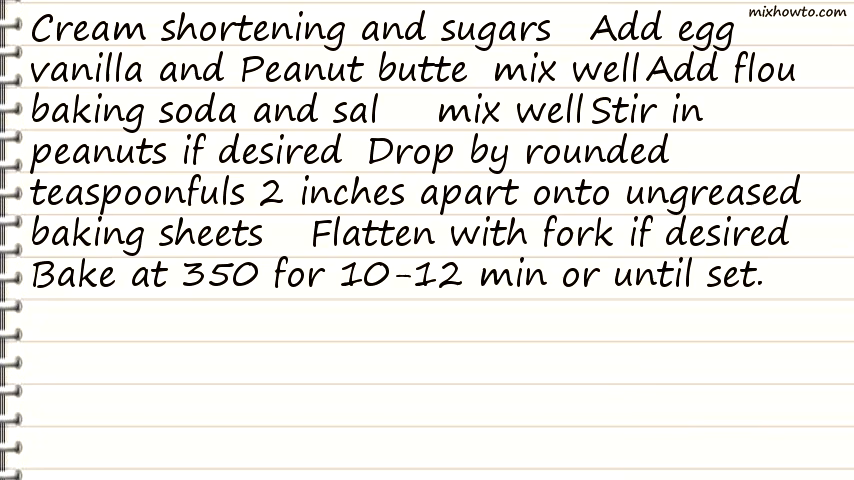 mixhowto.com
Cream shortening and sugars Add egg
vanilla and Peanut butte mix well Add flou
baking soda and sal mix well Stir in
peanuts if desired Drop by rounded
teaspoonfuls 2 inches apart onto ungreased
baking sheets Flatten with fork if desired
Bake at 350 for 10-12 min or until set.